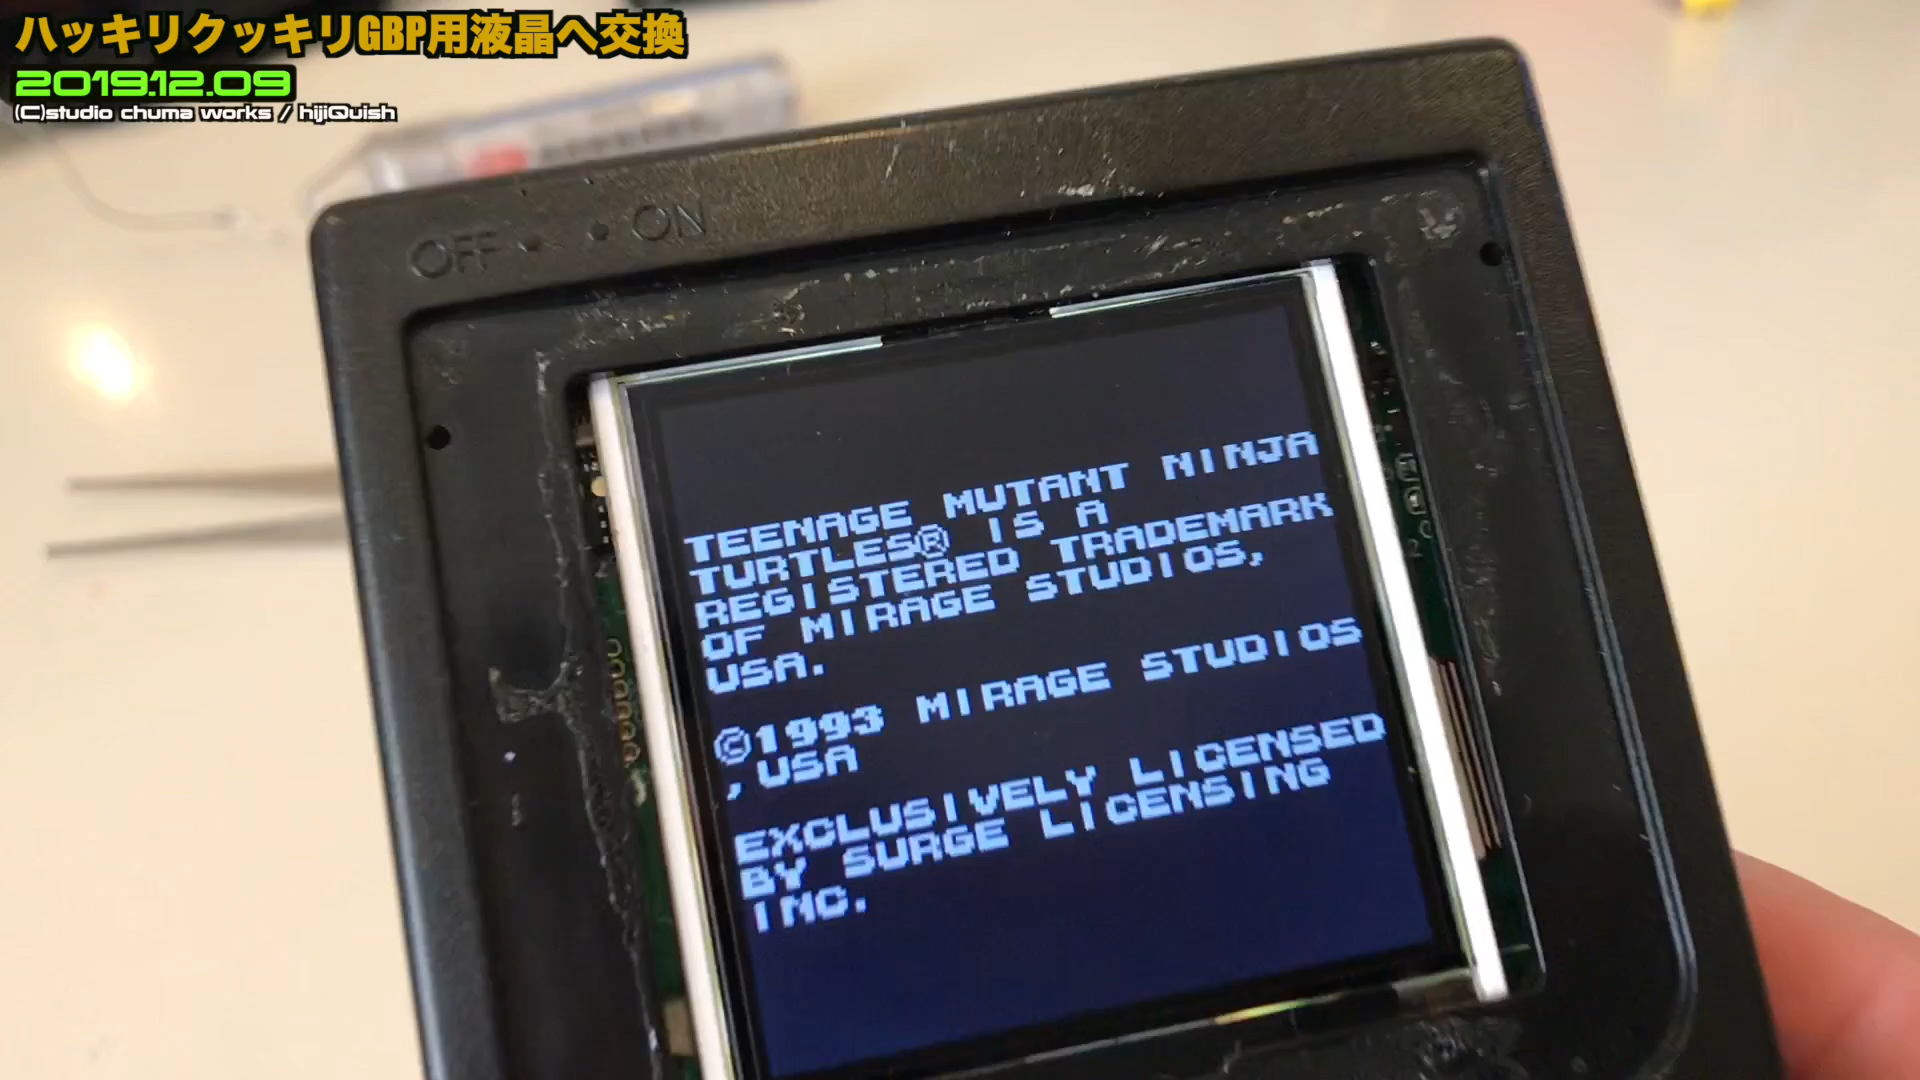 ハッキリクッキリGBP用液晶へ交換
2019.12.09
(C)studio chuma works / hijiQuish
OFF • • ON
TEENAGE MUTANT NINJA
TURTLES® IS A
REGISTERED TRADEMARK
OF MIRAGE STUDIOS,
USA.
©1993 MIRAGE STUDIOS
,USA
EXCLUSIVELY LICENSED
BY SURGE LICENSING
INC.